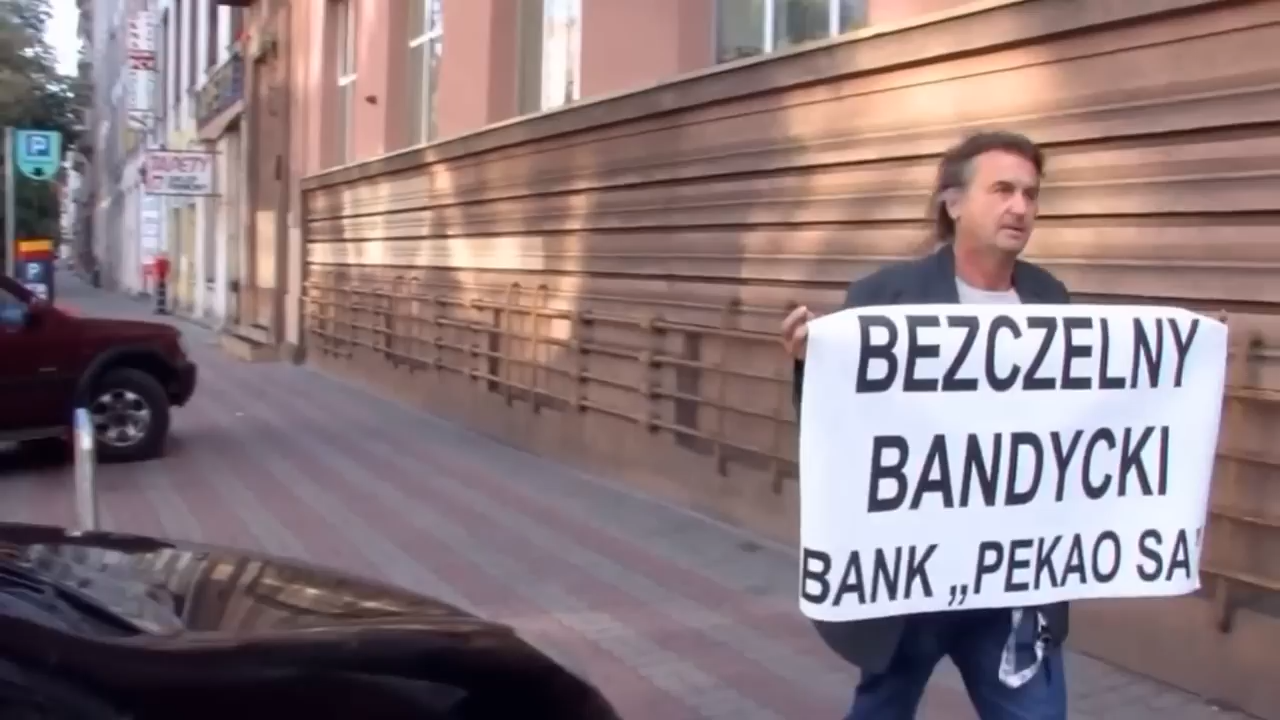 P
TAPETY
P
BEZCZELNY
BANDYCKI
BANK „PEKAO SA"